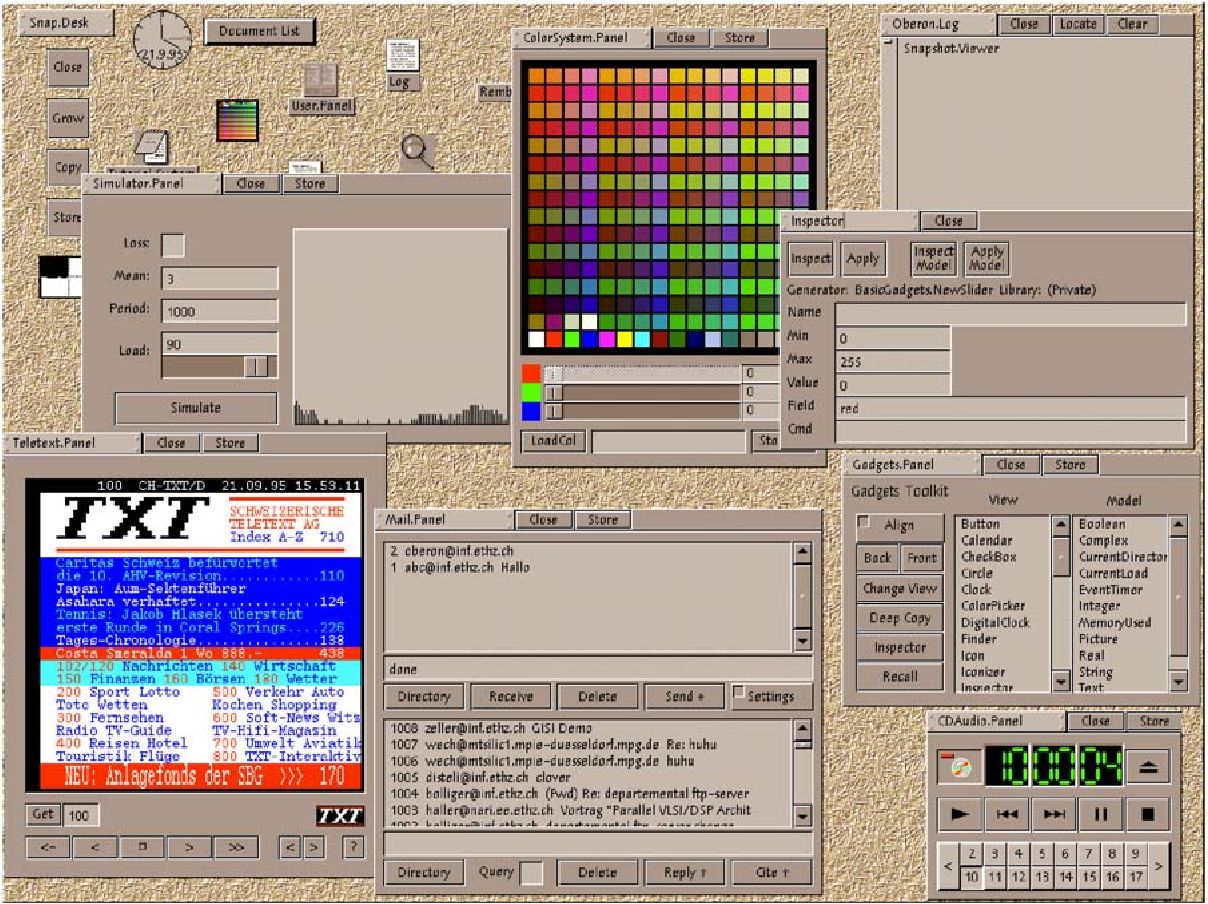 Snap.Desk
21.9.95
Document List
Close
Grow
Copy
Store
User.Panel
Log
Remb
Tutorial System
Simulator.Panel Close Store
Loss:
Mean: 3
Period: 1000
Load: 90
Simulate
ColorSystem.Panel Close Store
0
0
0
LoadCol Sto
Oberon.Log Close Locate Clear
Snapshot.Viewer
Inspector Close
Inspect Apply Inspect Model Apply Model
Generator: BasicGadgets.NewSlider Library: (Private)
Name
Min 0
Max 255
Value 0
Field red
Cmd
Teletext.Panel Close Store
100 CH-TXT/D 21.09.95 15.53.11
TXT
SCHWEIZERISCHE
TELETEXT AG
Index A-Z 710
Caritas Schweiz befürwortet
die 10. AHV-Revision............110
Japan: Aum-Sektenführer
Asahara verhaftet...............124
Tennis: Jakob Hlasek übersteht
erste Runde in Coral Springs....226
Tages-Chronologie...............138
Costa Smeralda 1 Wo 888.- 438
102/120 Nachrichten 140 Wirtschaft
150 Finanzen 160 Börsen 180 Wetter
200 Sport Lotto 500 Verkehr Auto
Toto Wetten Kochen Shopping
300 Fernsehen 600 Soft-News Witz
Radio TV-Guide TV-Hifi-Magazin
400 Reisen Hotel 700 Umwelt Aviatik
Touristik Flüge 800 TXT-Interaktiv
NEU: Anlagefonds der SBG >>> 170
Get 100
TXT
<- < □ > >> < > ?
Mail.Panel Close Store
2 oberon@inf.ethz.ch
1 abc@inf.ethz.ch Hallo
done
Directory Receive Delete Send * Settings
1008 zeller@inf.ethz.ch GISI Demo
1007 wech@mtsilic1.mpie-duesseldorf.mpg.de Re: huhu
1006 wech@mtsilic1.mpie-duesseldorf.mpg.de huhu
1005 disteli@inf.ethz.ch clover
1004 bolliger@inf.ethz.ch (Fwd) Re: departemental ftp-server
1003 haller@nari.ee.ethz.ch Vortrag "Parallel VLSI/DSP Archit
Directory Query Delete Reply ↑ Cite ↑
Gadgets.Panel Close Store
Gadgets Toolkit
Align
Back Front
Change View
Deep Copy
Inspector
Recall
View
Button
Calendar
CheckBox
Circle
Clock
ColorPicker
DigitalClock
Finder
Icon
Iconizer
Inspector
Model
Boolean
Complex
CurrentDirector
CurrentLoad
EventTimer
Integer
MemoryUsed
Picture
Real
String
Text
CDAudio.Panel Close Store
10 00 04
< 2 3 4 5 6 7 8 9 >
10 11 12 13 14 15 16 17